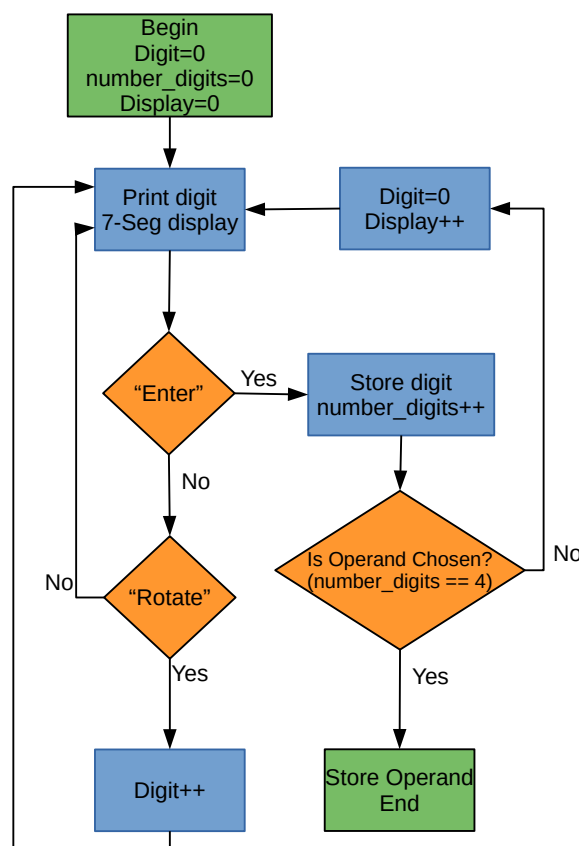 Begin
Digit=0
number_digits=0
Display=0
Print digit
7-Seg display
Digit=0
Display++
“Enter”
Yes
Store digit
number_digits++
No
Is Operand Chosen?
(number_digits == 4)
No
“Rotate”
No
Yes
Yes
Digit++
Store Operand
End